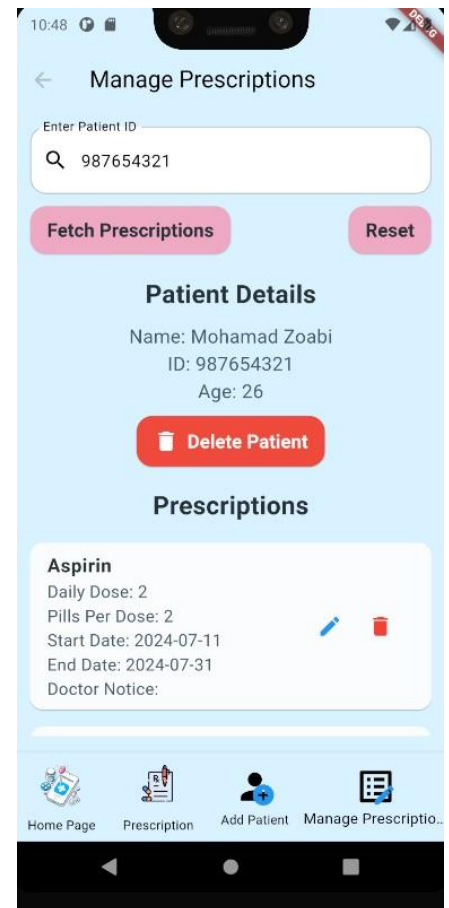 10:48
DEBUG
Manage Prescriptions
Enter Patient ID
987654321
Fetch Prescriptions
Reset
Patient Details
Name: Mohamad Zoabi
ID: 987654321
Age: 26
Delete Patient
Prescriptions
Aspirin
Daily Dose: 2
Pills Per Dose: 2
Start Date: 2024-07-11
End Date: 2024-07-31
Doctor Notice:
Home Page
Prescription
Add Patient
Manage Prescriptio..